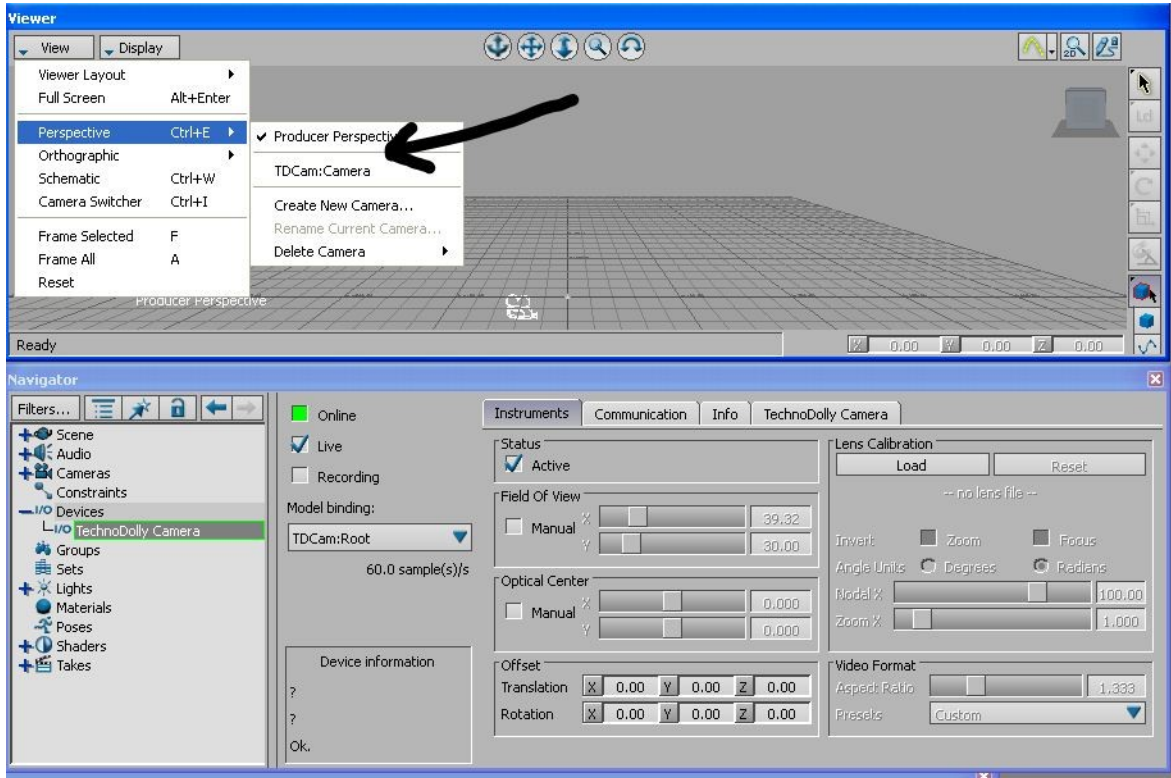 Viewer
View Display
Viewer Layout
Full Screen Alt+Enter
Perspective Ctrl+E
Orthographic
Schematic Ctrl+W
Camera Switcher Ctrl+I
Frame Selected F
Frame All A
Reset
Producer Perspective
TDCam:Camera
Create New Camera...
Rename Current Camera...
Delete Camera
2D
Ld
Producer Perspective
Ready
X 0.00 Y 0.00 Z 0.00
Navigator
Filters...
Scene
Audio
Cameras
Constraints
I/O Devices
I/O TechnoDolly Camera
Groups
Sets
Lights
Materials
Poses
Shaders
Takes
Online
Live
Recording
Model binding:
TDCam:Root
60.0 sample(s)/s
Device information
?
?
Ok.
Instruments Communication Info TechnoDolly Camera
Status
Active
Field Of View
Manual X 39.32
Y 30.00
Optical Center
Manual X 0.000
Y 0.000
Offset
Translation X 0.00 Y 0.00 Z 0.00
Rotation X 0.00 Y 0.00 Z 0.00
Lens Calibration
Load Reset
-- no lens file --
Invert: Zoom Focus
Angle Units Degrees Radians
Nodal X 100.00
Zoom X 1.000
Video Format
Aspect Ratio 1.333
Presets Custom